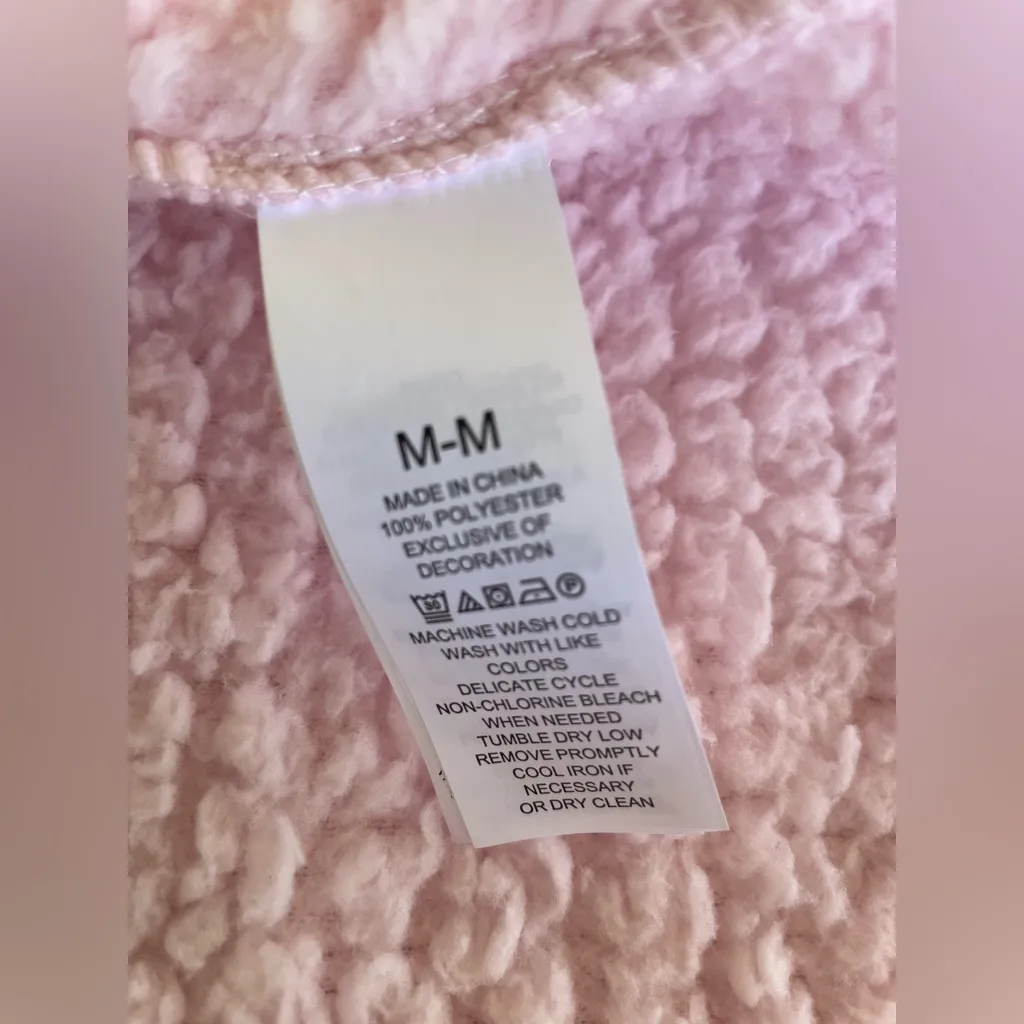 M-M
MADE IN CHINA
100% POLYESTER
EXCLUSIVE OF
DECORATION
30 P
MACHINE WASH COLD
WASH WITH LIKE
COLORS
DELICATE CYCLE
NON-CHLORINE BLEACH
WHEN NEEDED
TUMBLE DRY LOW
REMOVE PROMPTLY
COOL IRON IF
NECESSARY
OR DRY CLEAN